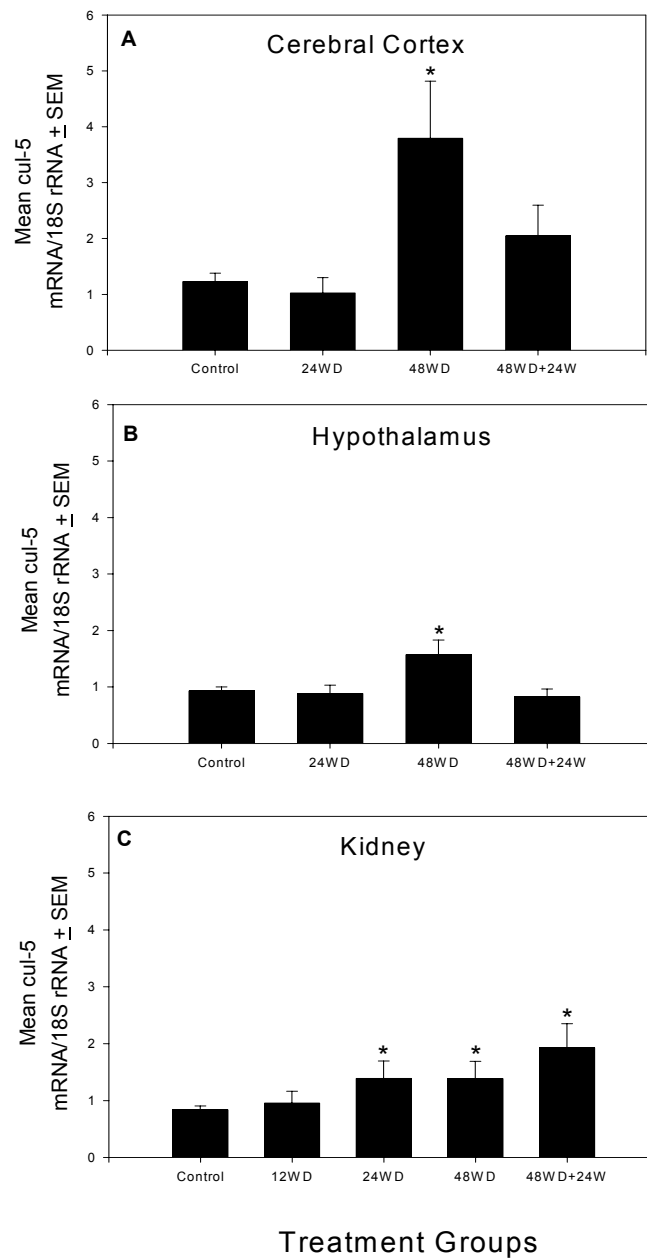 A
Cerebral Cortex
Mean cul-5
mRNA/18S rRNA ± SEM
6
5
4
3
2
1
0
*
Control 24WD 48WD 48WD+24W
B
Hypothalamus
Mean cul-5
mRNA/18S rRNA ± SEM
6
5
4
3
2
1
0
*
Control 24WD 48WD 48WD+24W
C
Kidney
Mean cul-5
mRNA/18S rRNA ± SEM
6
5
4
3
2
1
0
* * *
Control 12WD 24WD 48WD 48WD+24W
Treatment Groups